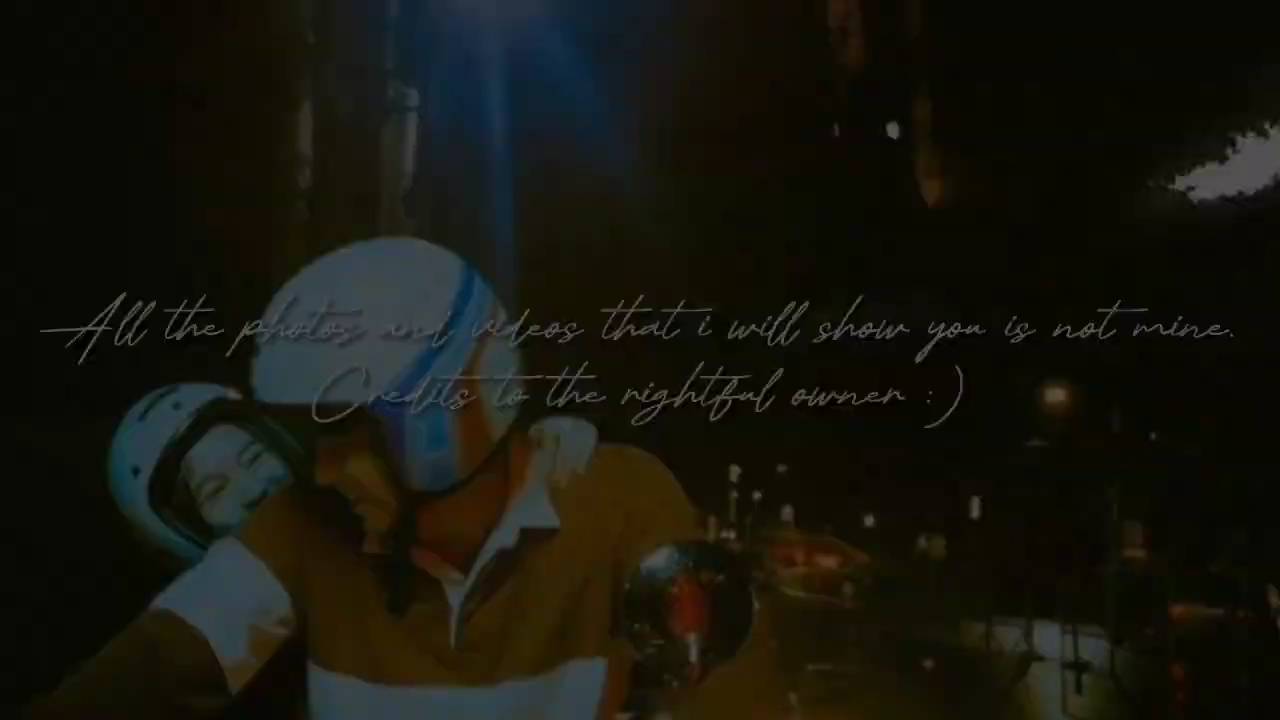 All the photos and videos that i will show you is not mine.
Credits to the rightful owner :)